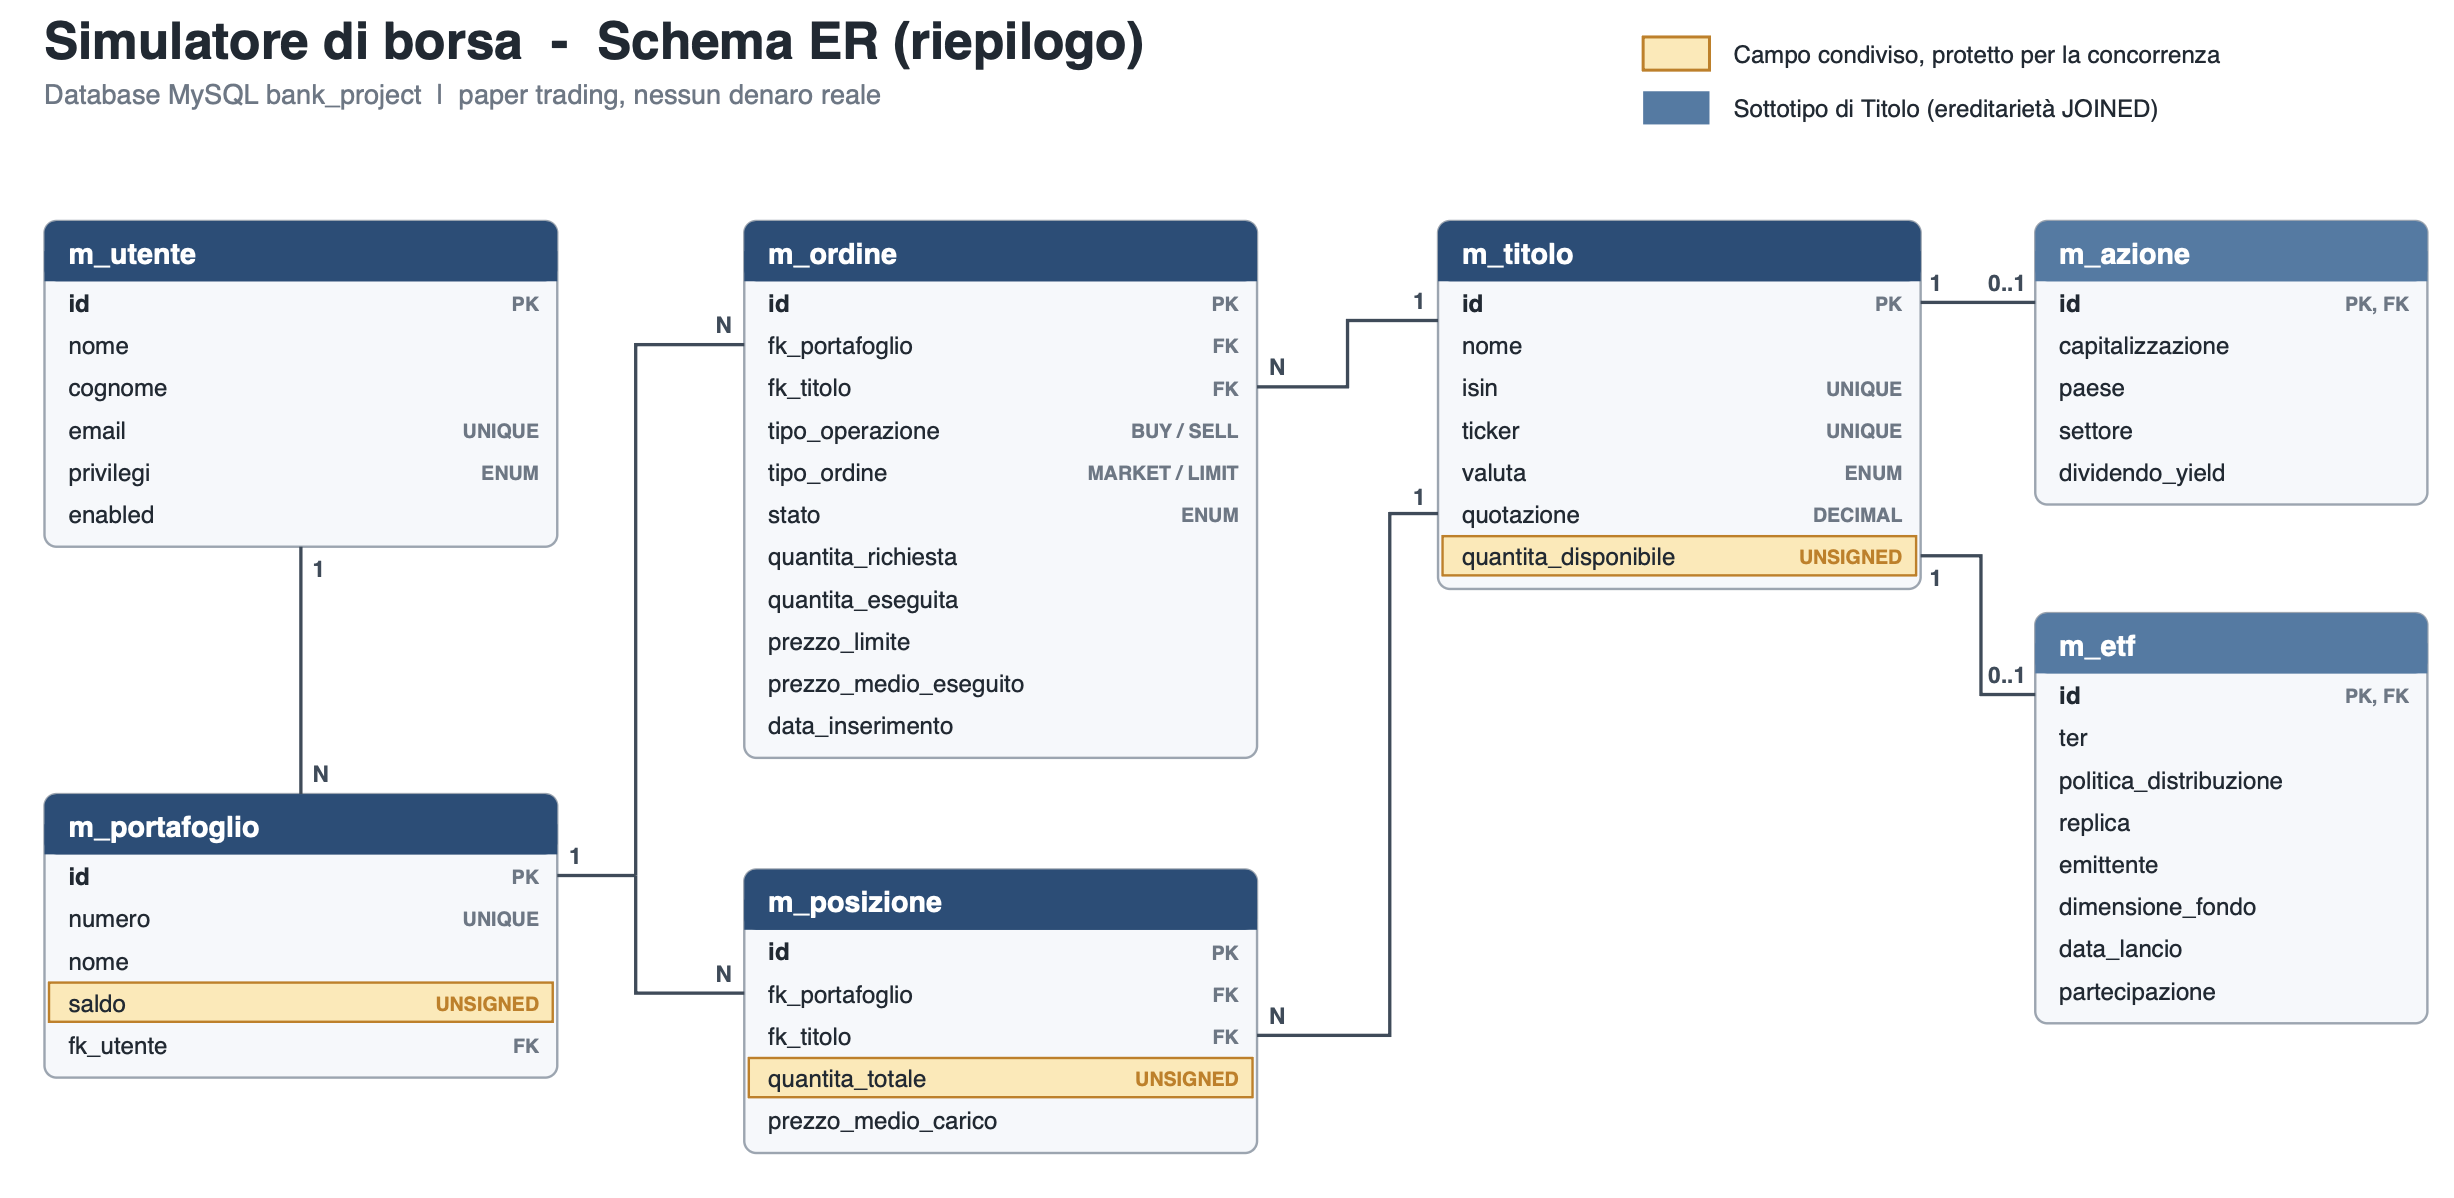 Simulatore di borsa - Schema ER (riepilogo)
Database MySQL bank_project | paper trading, nessun denaro reale
Campo condiviso, protetto per la concorrenza
Sottotipo di Titolo (ereditarietà JOINED)
m_utente
id PK
nome
cognome
email UNIQUE
privilegi ENUM
enabled
1
N
m_portafoglio
id PK
numero UNIQUE
nome
saldo UNSIGNED
fk_utente FK
1
N
N
m_ordine
id PK
fk_portafoglio FK
fk_titolo FK
tipo_operazione BUY / SELL
tipo_ordine MARKET / LIMIT
stato ENUM
quantita_richiesta
quantita_eseguita
prezzo_limite
prezzo_medio_eseguito
data_inserimento
N
1
m_posizione
id PK
fk_portafoglio FK
fk_titolo FK
quantita_totale UNSIGNED
prezzo_medio_carico
N
1
m_titolo
id PK
nome
isin UNIQUE
ticker UNIQUE
valuta ENUM
quotazione DECIMAL
quantita_disponibile UNSIGNED
1
0..1
1
0..1
m_azione
id PK, FK
capitalizzazione
paese
settore
dividendo_yield
m_etf
id PK, FK
ter
politica_distribuzione
replica
emittente
dimensione_fondo
data_lancio
partecipazione